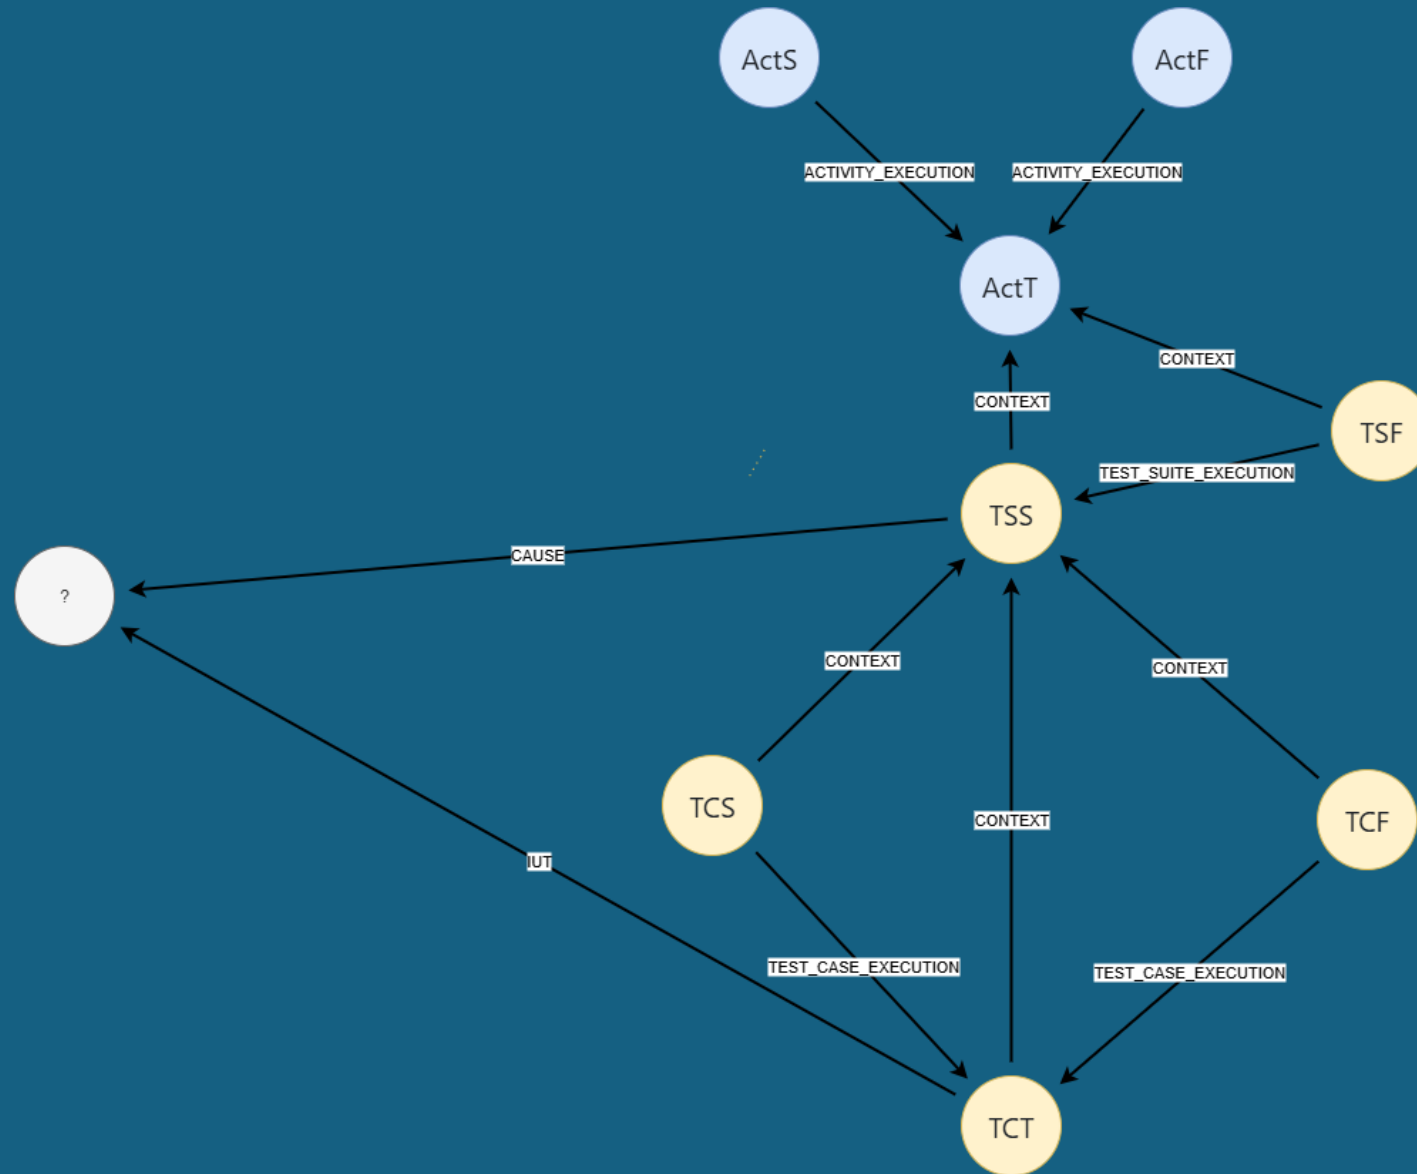 ActS
ActF
ACTIVITY_EXECUTION
ACTIVITY_EXECUTION
ActT
CONTEXT
CONTEXT
TSF
TEST_SUITE_EXECUTION
TSS
CAUSE
?
CONTEXT
CONTEXT
TCS
CONTEXT
TCF
IUT
TEST_CASE_EXECUTION
TEST_CASE_EXECUTION
TCT